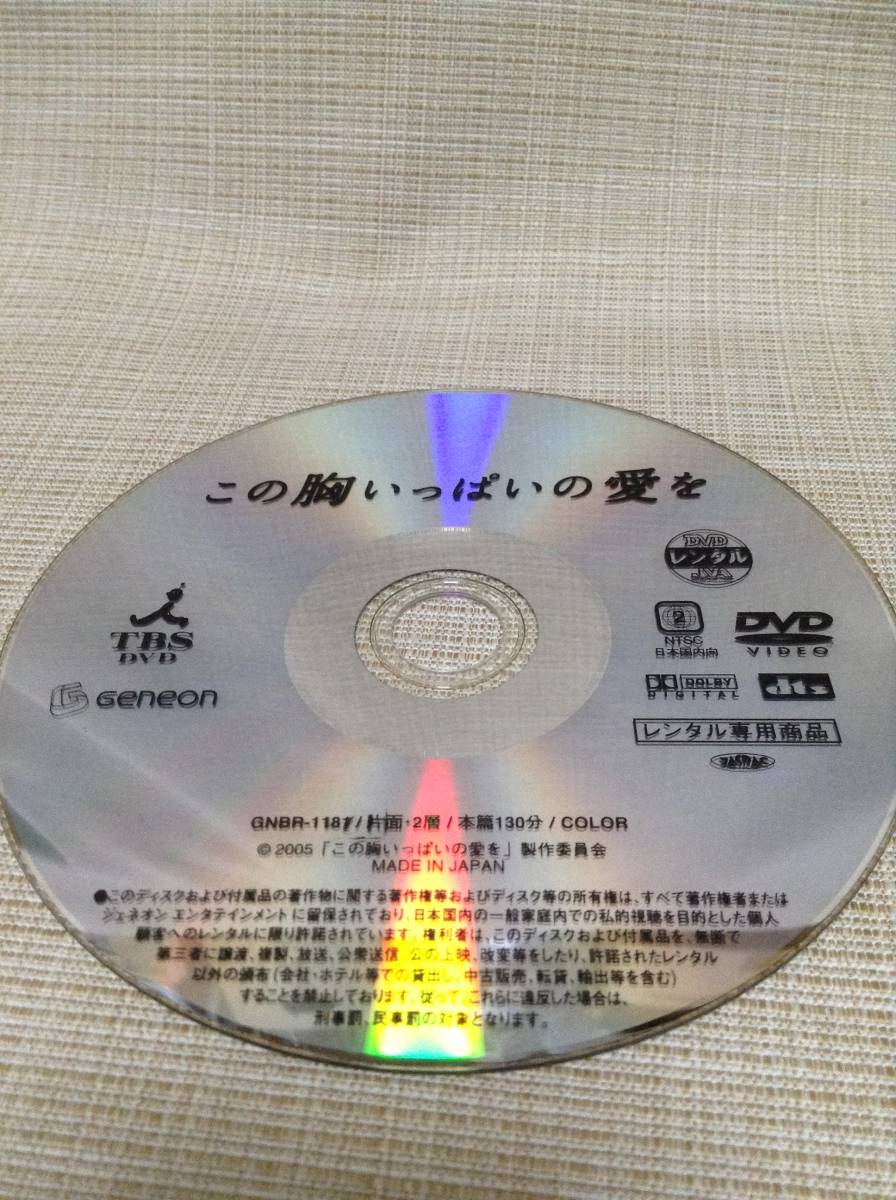 この胸いっぱいの愛を
DVD
レンタル
JVA
TBS
DVD
GENEON
2
NTSC
日本国内向
DVD
VIDEO
DOLBY
DIGITAL
dts
レンタル専用商品
GNBR-1181 / 片面・2層 / 本篇130分 / COLOR
©2005「この胸いっぱいの愛を」製作委員会
MADE IN JAPAN
●このディスクおよび付属品の著作物に関する著作権等およびディスク等の所有権は、すべて著作権者または
ジェネオン エンタテインメントに留保されており、日本国内の一般家庭内での私的視聴を目的とした個人
顧客へのレンタルに限り許諾されています。権利者は、このディスクおよび付属品を、無断で
第三者に譲渡、複製、放送、公衆送信、公の上映、改変等をしたり、許諾されたレンタル
以外の頒布(会社・ホテル等での貸出し、中古販売、転貸、輸出等を含む)
することを禁止しております。従って、これらに違反した場合は、
刑事罰、民事罰の対象となります。